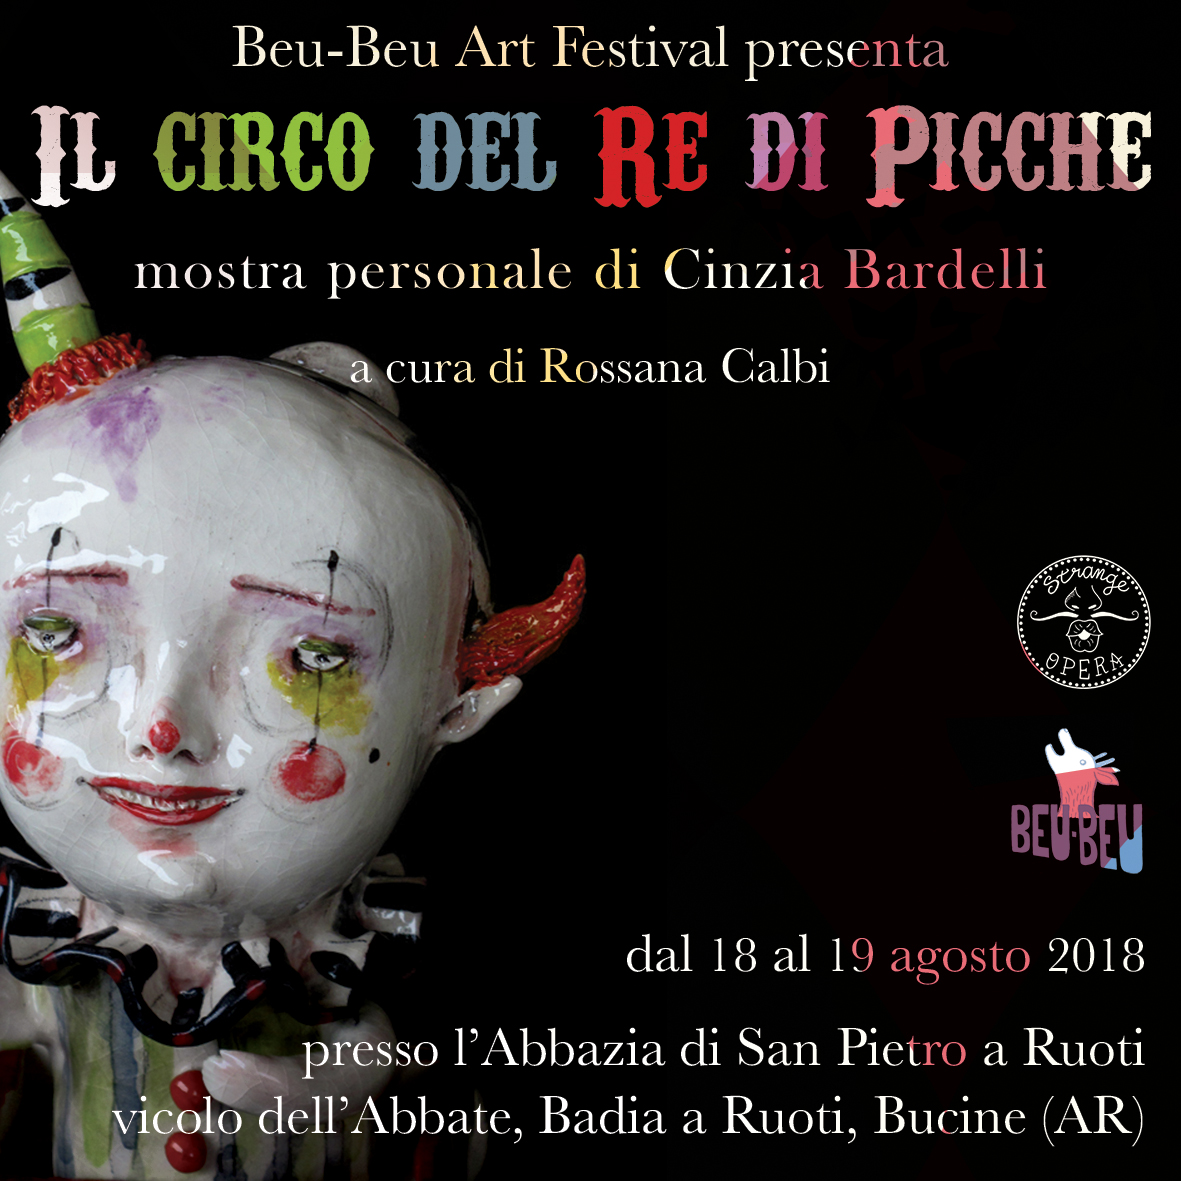 Beu-Beu Art Festival presenta
Il circo del Re di Picche
mostra personale di Cinzia Bardelli
a cura di Rossana Calbi
Strange
OPERA
BEU-BEU
dal 18 al 19 agosto 2018
presso l’Abbazia di San Pietro a Ruoti
vicolo dell’Abbate, Badia a Ruoti, Bucine (AR)